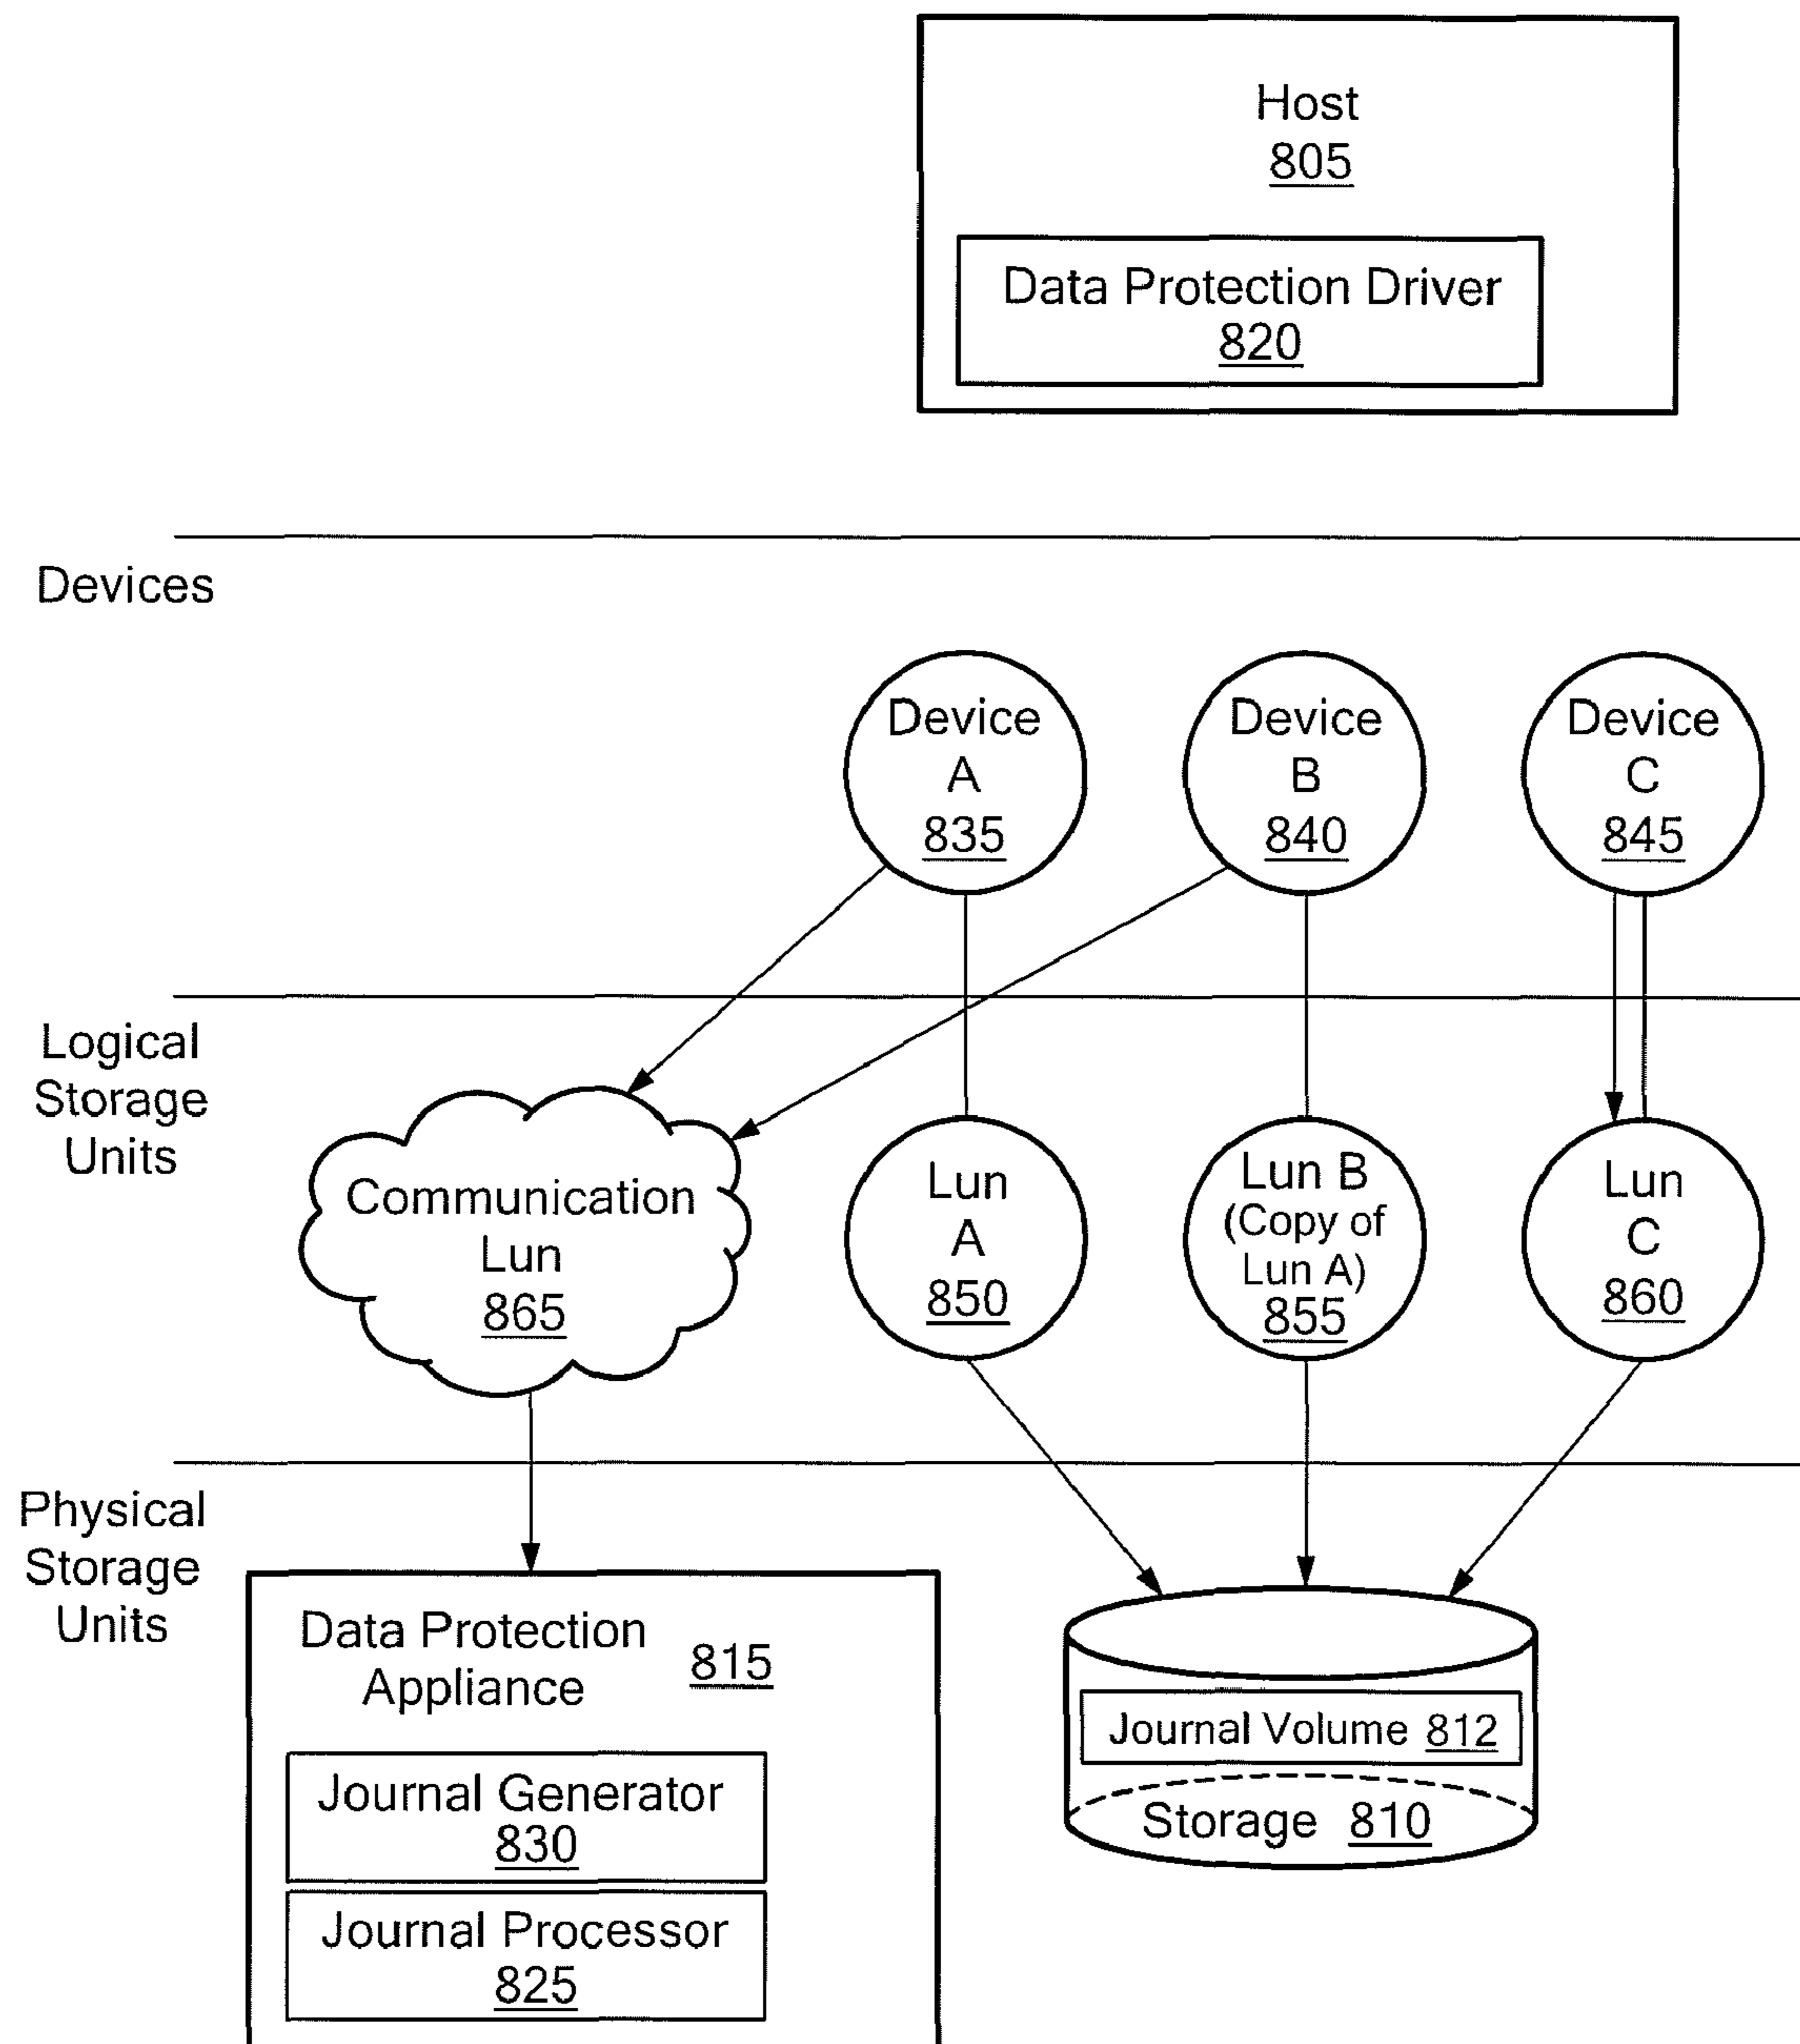 Host
805
Data Protection Driver
820
Devices
Device
A
835
Device
B
840
Device
C
845
Logical
Storage
Units
Communication
Lun
865
Lun
A
850
Lun B
(Copy of
Lun A)
855
Lun
C
860
Physical
Storage
Units
Data Protection
Appliance
815
Journal Generator
830
Journal Processor
825
Journal Volume 812
Storage 810